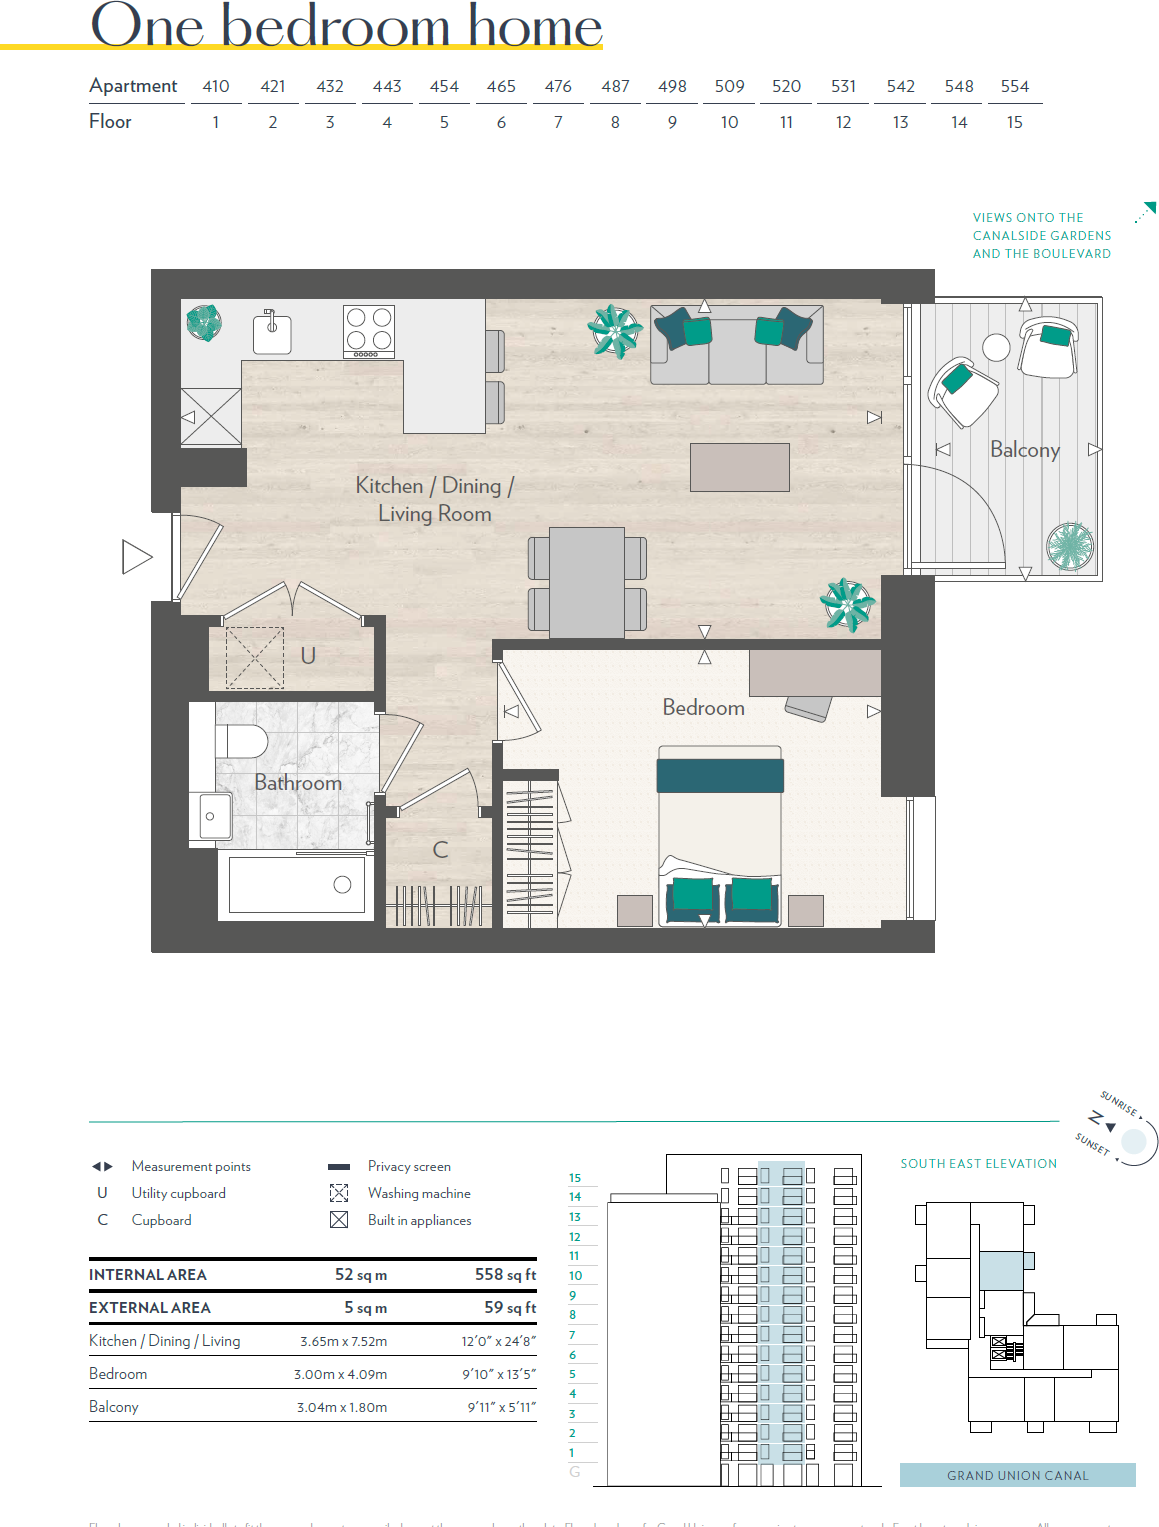 One bedroom home
Apartment 410 421 432 443 454 465 476 487 498 509 520 531 542 548 554
Floor 1 2 3 4 5 6 7 8 9 10 11 12 13 14 15
VIEWS ONTO THE
CANALSIDE GARDENS
AND THE BOULEVARD
Balcony
Kitchen / Dining /
Living Room
U
Bedroom
Bathroom
C
SUNRISE
N
SUNSET
Measurement points
Privacy screen
U Utility cupboard
Washing machine
C Cupboard
Built in appliances
INTERNAL AREA 52 sq m 558 sq ft
EXTERNAL AREA 5 sq m 59 sq ft
Kitchen / Dining / Living 3.65m x 7.52m 12'0" x 24'8"
Bedroom 3.00m x 4.09m 9'10" x 13'5"
Balcony 3.04m x 1.80m 9'11" x 5'11"
15
14
13
12
11
10
9
8
7
6
5
4
3
2
1
G
SOUTH EAST ELEVATION
GRAND UNION CANAL